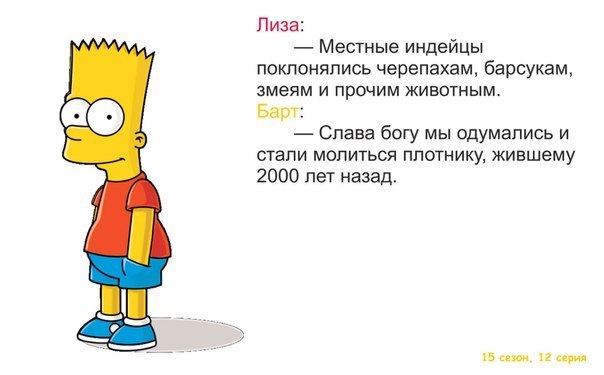 Лиза:
— Местные индейцы
поклонялись черепахам, барсукам,
змеям и прочим животным.
Барт:
— Слава богу мы одумались и
стали молиться плотнику, жившему
2000 лет назад.
15 сезон, 12 серия